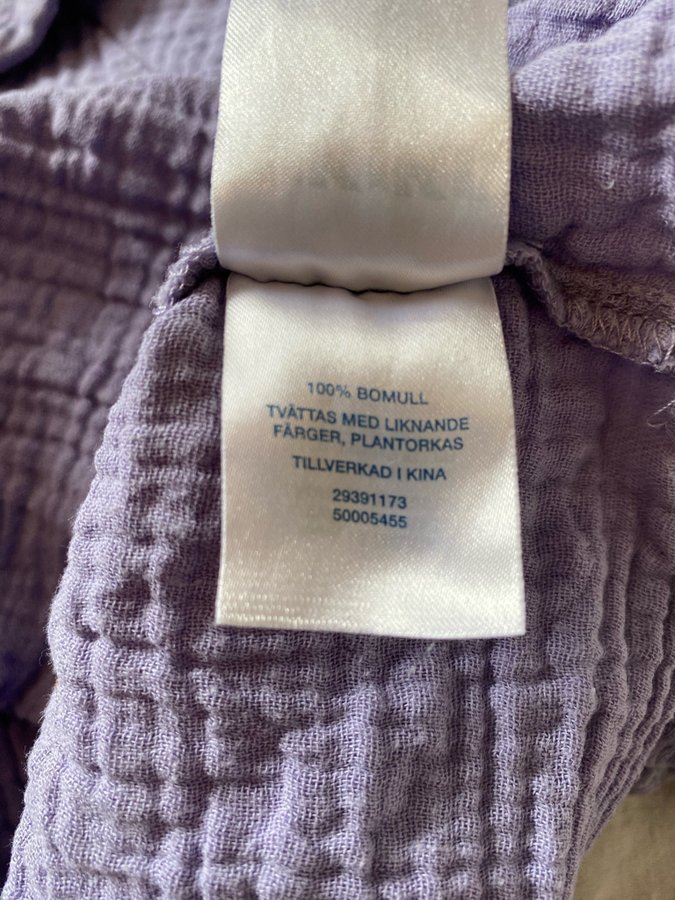 100% BOMULL
TVÄTTAS MED LIKNANDE
FÄRGER, PLANTORKAS
TILLVERKAD I KINA
29391173
50005455